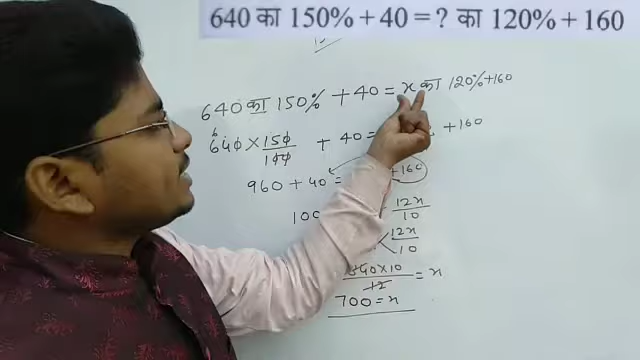 640 का 150% + 40 = ? का 120% + 160
640 का 150% + 40 = x का 120% + 160
640 × 150/100 + 40 = + 160
960 + 40 = + 160
100 12x/10
12x/10
840×10/12 = x
700 = x